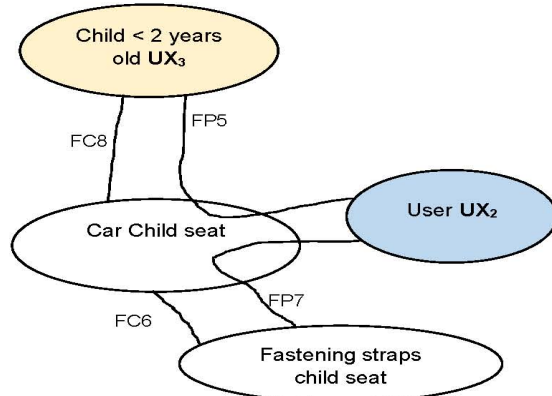 Child < 2 years
old UX₃
FC8
FP5
Car Child seat
User UX₂
FC6
FP7
Fastening straps
child seat